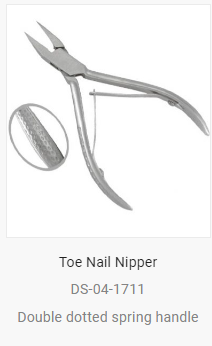 Toe Nail Nipper
DS-04-1711
Double dotted spring handle